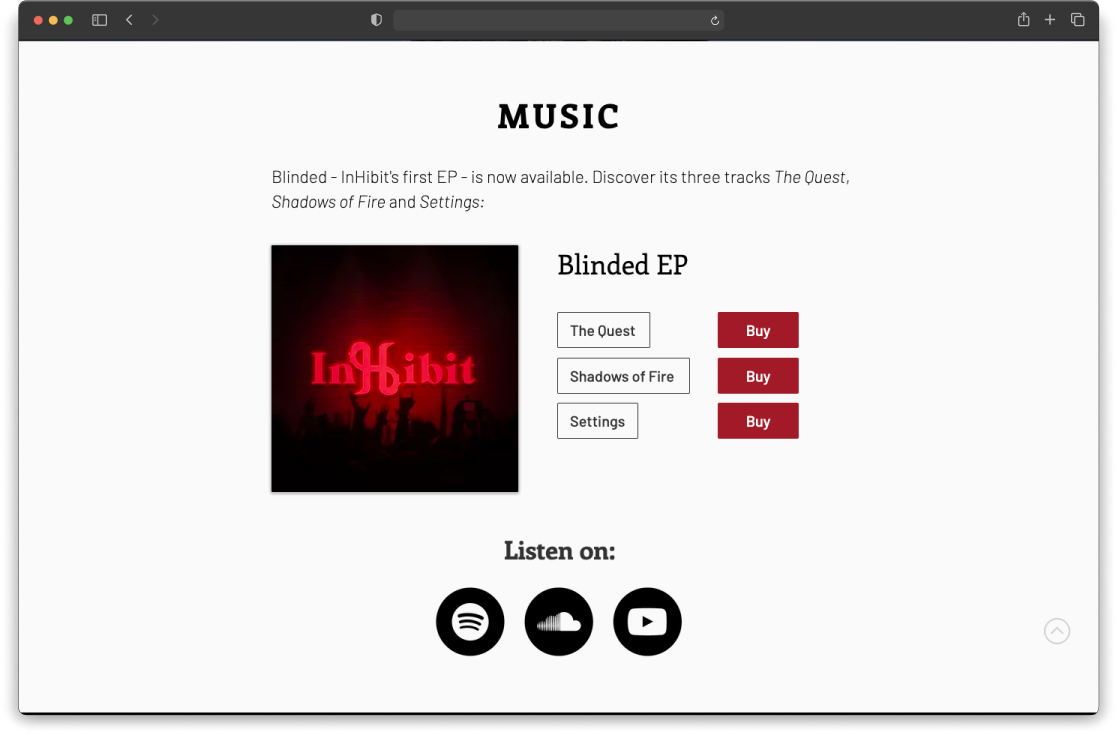 MUSIC
Blinded - InHibit's first EP - is now available. Discover its three tracks The Quest,
Shadows of Fire and Settings:
InHibit
Blinded EP
The Quest
Buy
Shadows of Fire
Buy
Settings
Buy
Listen on: